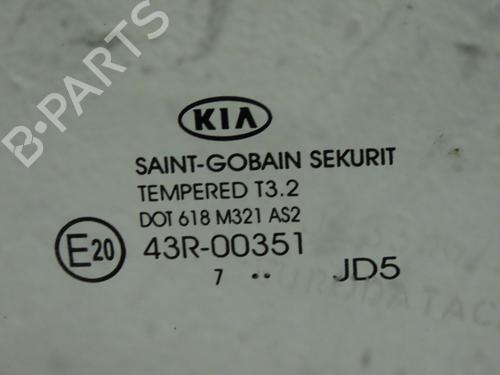 B-PARTS
KIA
SAINT-GOBAIN SEKURIT
TEMPERED T3.2
DOT 618 M321 AS2
E20 43R-00351
7 •• JD5